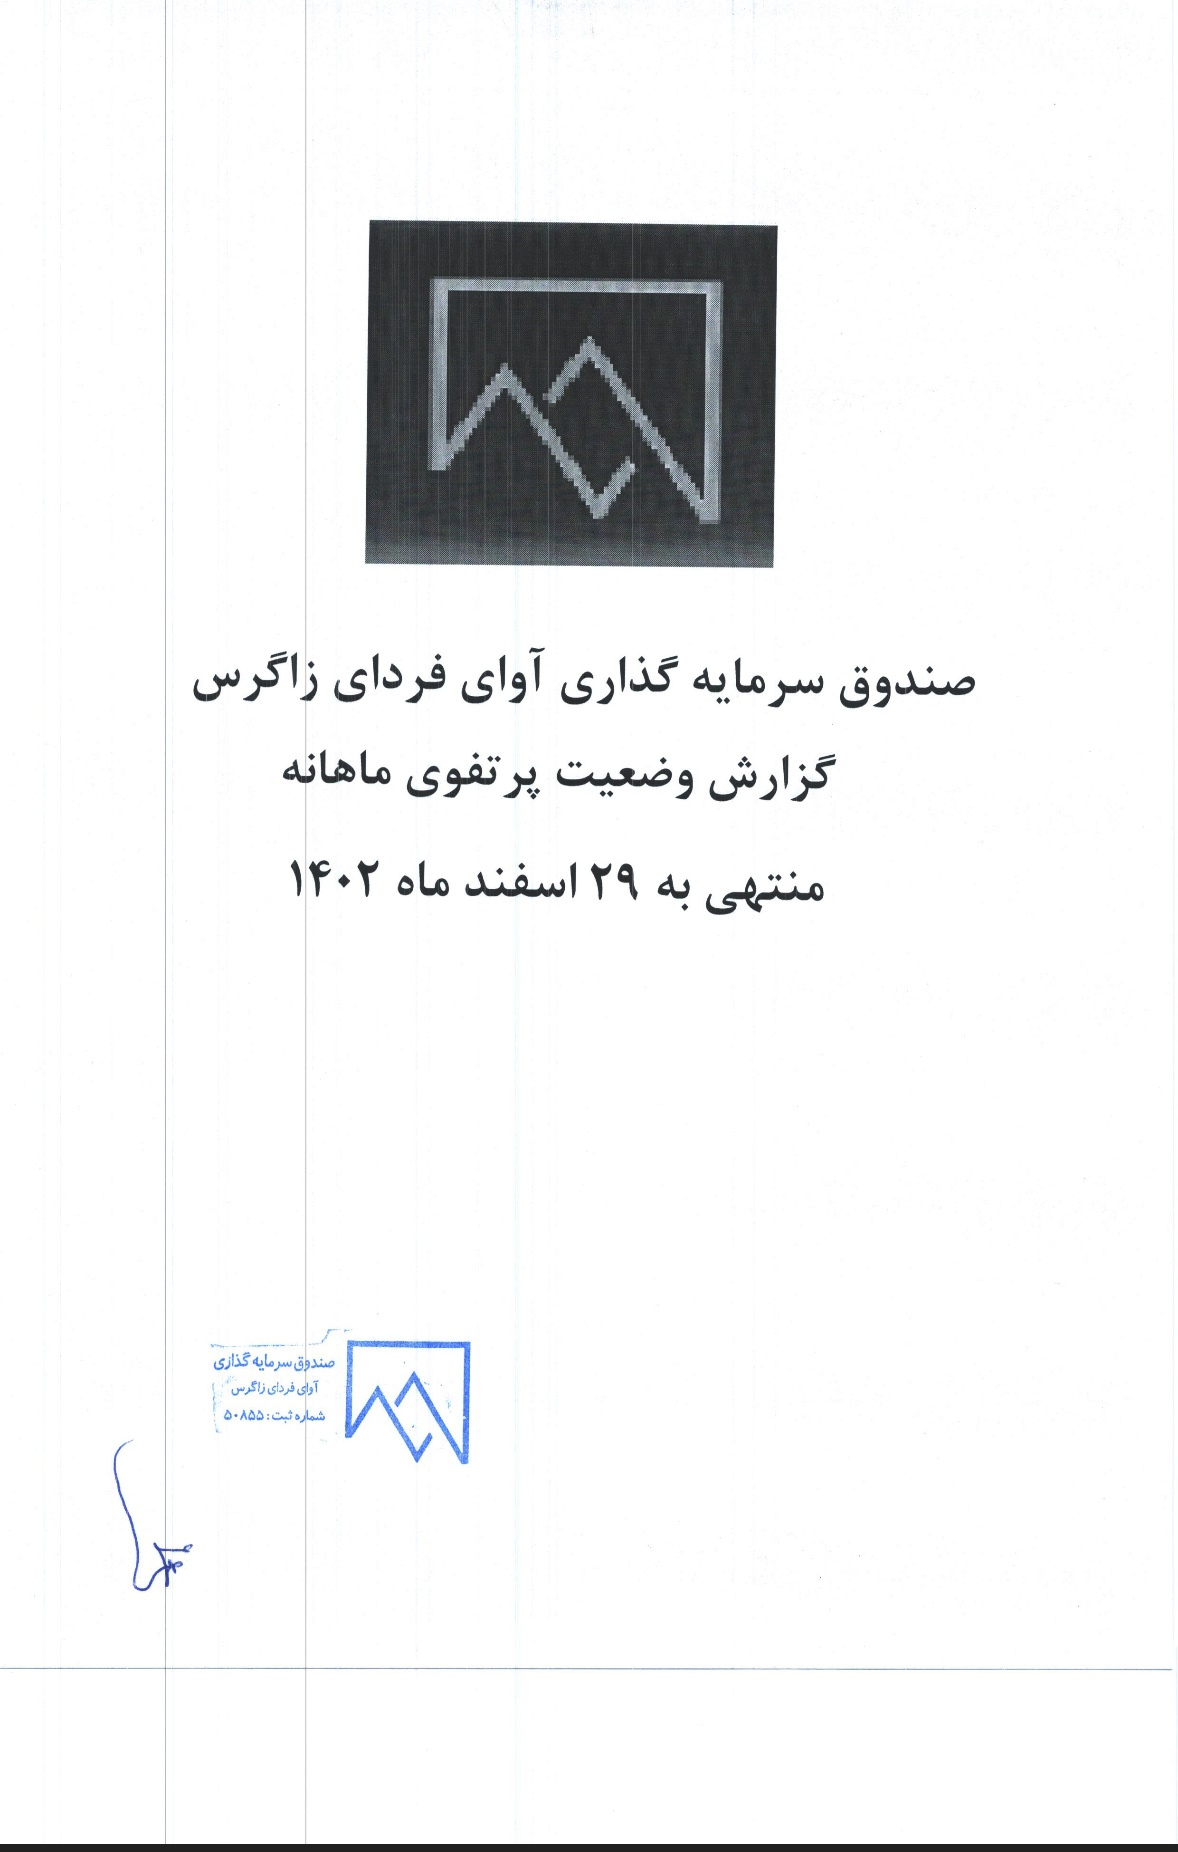 صندوق سرمایه گذاری آوای فردای زاگرس
گزارش وضعیت پرتفوی ماهانه
منتهی به ۲۹ اسفند ماه ۱۴۰۲
صندوق سرمایه گذاری
آوای فردای زاگرس
شماره ثبت: ۵۰۸۵۵